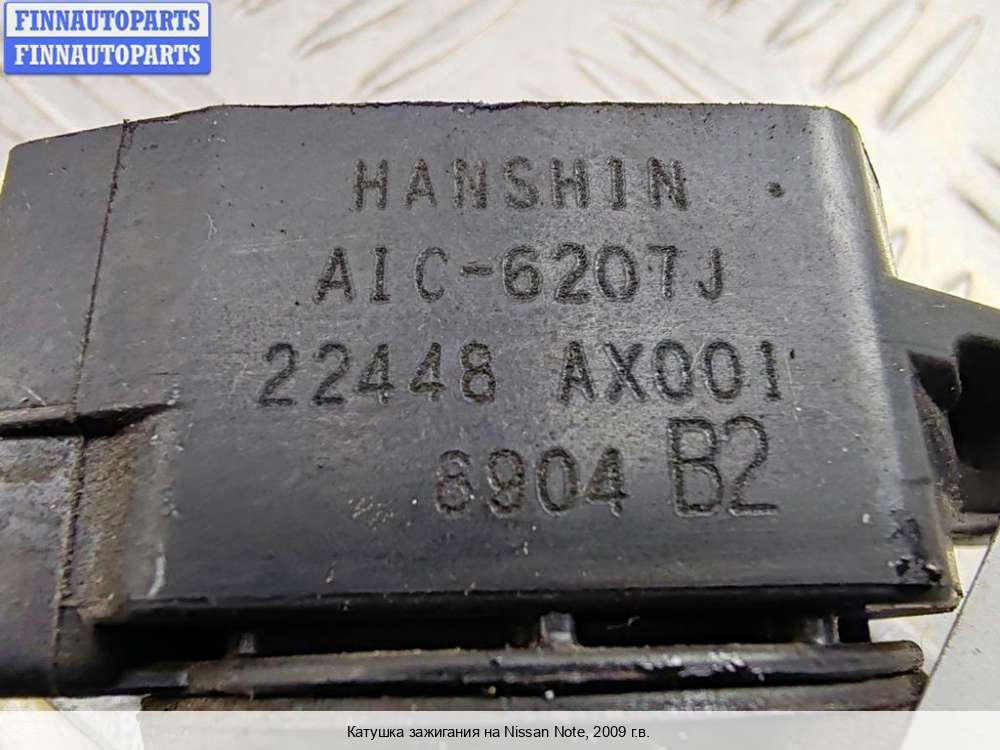 FINNAUTOPARTS
FINNAUTOPARTS
HANSHIN
AIC-6207J
22448 AX001
8904 B2
Катушка зажигания на Nissan Note, 2009 г.в.